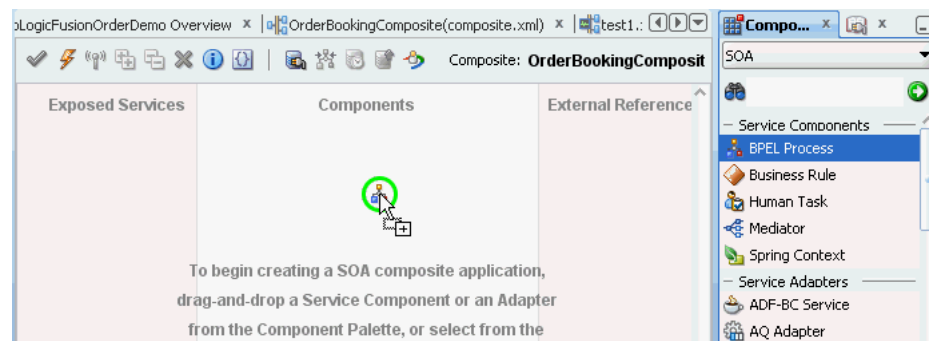 oLogicFusionOrderDemo Overview
OrderBookingComposite(composite.xml)
test1.:
Compo...
Composite: OrderBookingComposit
SOA
Exposed Services
Components
External Reference
Service Components
BPEL Process
Business Rule
Human Task
Mediator
Spring Context
To begin creating a SOA composite application,
drag-and-drop a Service Component or an Adapter
from the Component Palette, or select from the
Service Adapters
ADF-BC Service
AQ Adapter